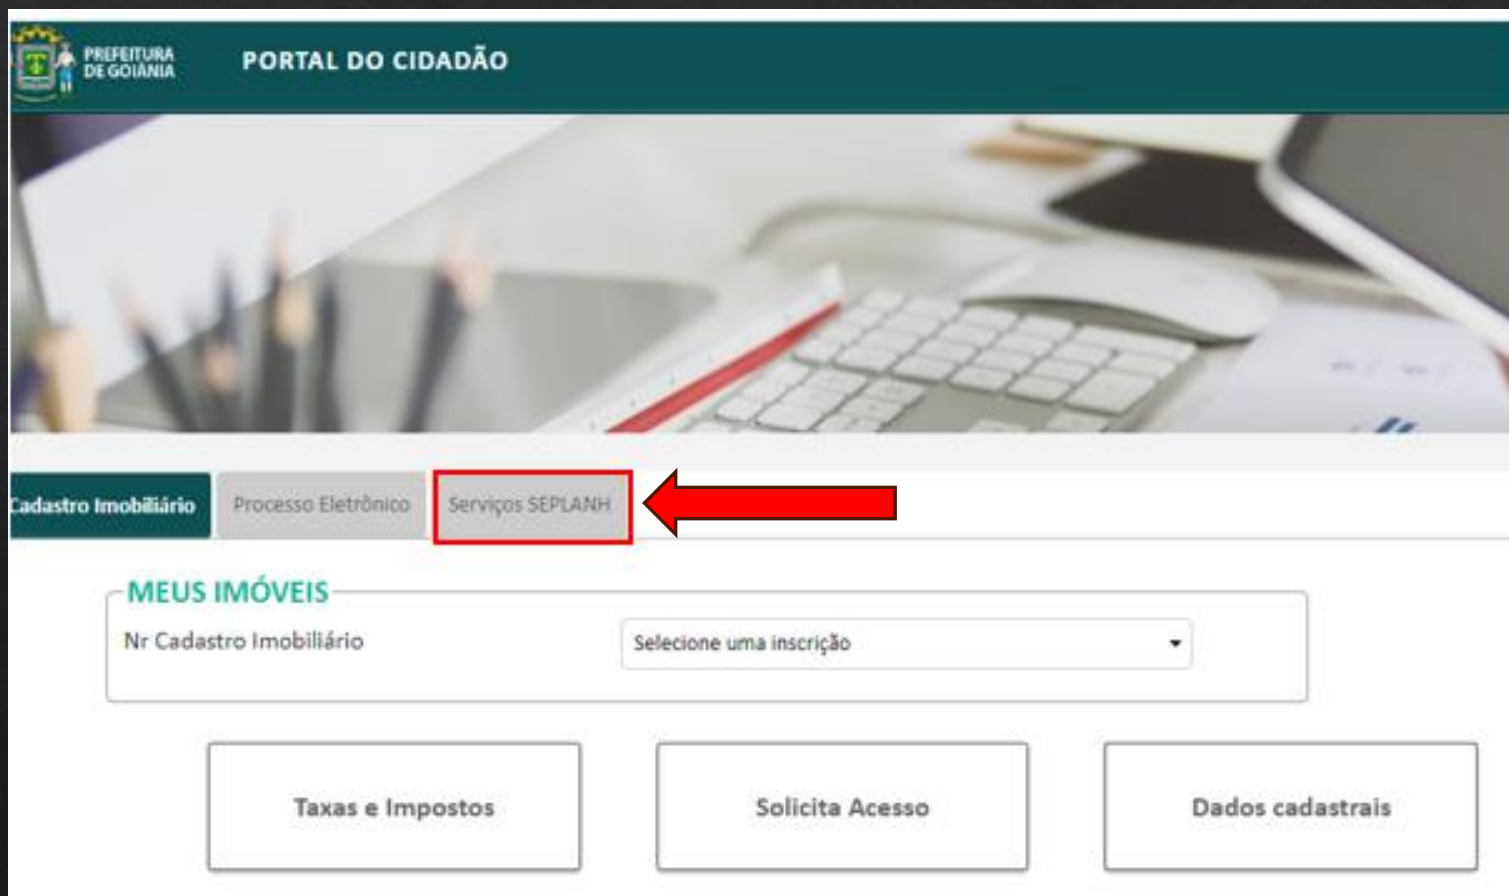 PREFEITURA
DE GOIÂNIA
PORTAL DO CIDADÃO
Cadastro Imobiliário
Processo Eletrônico
Serviços SEPLANH
MEUS IMÓVEIS
Nr Cadastro Imobiliário
Selecione uma inscrição
Taxas e Impostos
Solicita Acesso
Dados cadastrais